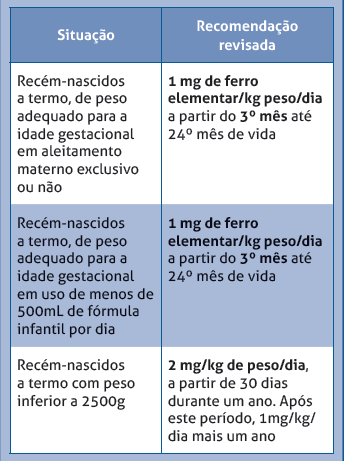 Situação
Recomendação
revisada
Recém-nascidos
a termo, de peso
adequado para a
idade gestacional
em aleitamento
materno exclusivo
ou não
1 mg de ferro
elementar/kg peso/dia
a partir do 3º mês até
24º mês de vida
Recém-nascidos
a termo, de peso
adequado para a
idade gestacional
em uso de menos de
500mL de fórmula
infantil por dia
1 mg de ferro
elementar/kg peso/dia
a partir do 3º mês até
24º mês de vida
Recém-nascidos
a termo com peso
inferior a 2500g
2 mg/kg de peso/dia,
a partir de 30 dias
durante um ano. Após
este período, 1mg/kg/
dia mais um ano